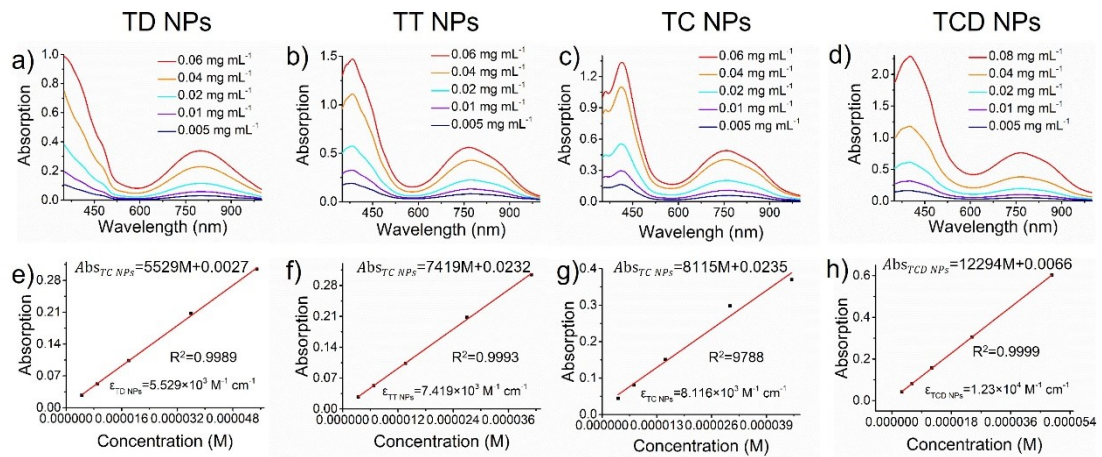 TD NPs
TT NPs
TC NPs
TCD NPs
a)
1.0
0.8
0.6
0.4
0.2
0.0
Absorption
450 600 750 900
Wavelength (nm)
0.06 mg mL-1
0.04 mg mL-1
0.02 mg mL-1
0.01 mg mL-1
0.005 mg mL-1
b)
1.5
1.0
0.5
0.0
Absorption
450 600 750 900
Wavelength (nm)
0.06 mg mL-1
0.04 mg mL-1
0.02 mg mL-1
0.01 mg mL-1
0.005 mg mL-1
c)
1.2
0.9
0.6
0.3
0.0
Absorption
450 600 750 900
Wavelength (nm)
0.06 mg mL-1
0.04 mg mL-1
0.02 mg mL-1
0.01 mg mL-1
0.005 mg mL-1
d)
2.0
1.5
1.0
0.5
0.0
Absorption
450 600 750 900
Wavelength (nm)
0.08 mg mL-1
0.04 mg mL-1
0.02 mg mL-1
0.01 mg mL-1
0.005 mg mL-1
e)
AbsTC NPs=5529M+0.0027
0.28
0.21
0.14
0.07
0.00
Absorption
R2=0.9989
εTD NPs=5.529×103 M-1 cm-1
0.000000 0.000016 0.000032 0.000048
Concentration (M)
f)
AbsTC NPs=7419M+0.0232
0.28
0.21
0.14
0.07
0.00
Absorption
R2=0.9993
εTT NPs=7.419×103 M-1 cm-1
0.000000 0.000012 0.000024 0.000036
Concentration (M)
g)
AbsTC NPs=8115M+0.0235
0.4
0.3
0.2
0.1
0.0
Absorption
R2=9788
εTC NPs=8.116×103 M-1 cm-1
0.000000 0.000013 0.000026 0.000039
Concentration (M)
h)
AbsTCD NPs=12294M+0.0066
0.6
0.4
0.2
0.0
Absorption
R2=0.9999
εTCD NPs=1.23×104 M-1 cm-1
0.000000 0.000018 0.000036 0.000054
Concentration (M)